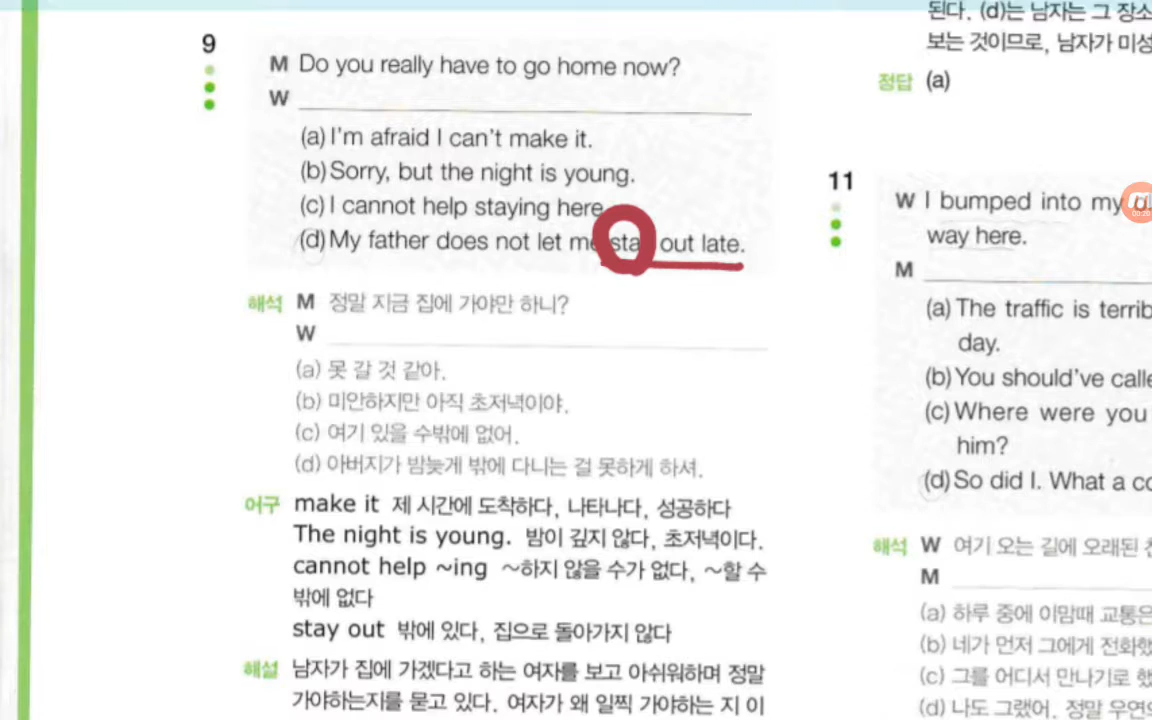 9
M Do you really have to go home now?
W
(a) I'm afraid I can't make it.
(b) Sorry, but the night is young.
(c) I cannot help staying here.
(d) My father does not let me stay out late.
해석 M 정말 지금 집에 가야만 하니?
W
(a) 못 갈 것 같아.
(b) 미안하지만 아직 초저녁이야.
(c) 여기 있을 수밖에 없어.
(d) 아버지가 밤늦게 밖에 다니는 걸 못하게 하셔.
어구 make it 제 시간에 도착하다, 나타나다, 성공하다
The night is young. 밤이 깊지 않다, 초저녁이다.
cannot help ~ing ~하지 않을 수가 없다, ~할 수
밖에 없다
stay out 밖에 있다, 집으로 돌아가지 않다
해설 남자가 집에 가겠다고 하는 여자를 보고 아쉬워하며 정말
가야하는지를 묻고 있다. 여자가 왜 일찍 가야하는 지 이
된다. (d)는 남자는 그 장소
보는 것이므로, 남자가 미성
정답 (a)
11
W I bumped into my
way here.
M
(a) The traffic is
day.
(b) You should've
(c) Where were you
him?
(d) So did I. What a
해석 W 여기 오는 길에 오래된
M
(a) 하루 중에 이맘때 교통은
(b) 네가 먼저 그에게 전화했
(c) 그를 어디서 만나기로 했
(d) 나도 그랬어. 정말 우연